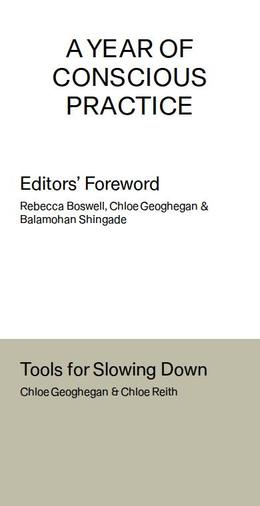 A YEAR OF
CONSCIOUS
PRACTICE
Editors’ Foreword
Rebecca Boswell, Chloe Geoghegan &
Balamohan Shingade
Tools for Slowing Down
Chloe Geoghegan & Chloe Reith